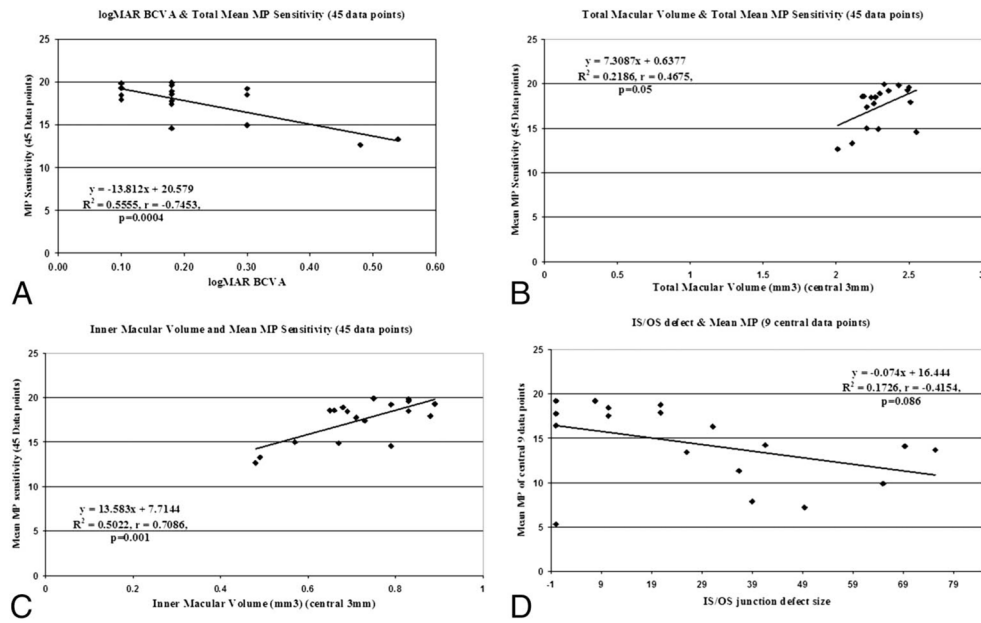 logMAR BCVA & Total Mean MP Sensitivity (45 data points)
MP Sensitivity (45 Data points)
25
20
15
10
5
0
y = -13.812x + 20.579
R2 = 0.5555, r = -0.7453,
p=0.0004
0.00 0.10 0.20 0.30 0.40 0.50 0.60
logMAR BCVA
A
Total Macular Volume & Total Mean MP Sensitivity (45 data points)
Mean MP Sensitivity (45 Data points)
25
20
15
10
5
0
y = 7.3087x + 0.6377
R2 = 0.2186, r = 0.4675,
p=0.05
0 0.5 1 1.5 2 2.5 3
Total Macular Volume (mm3) (central 3mm)
B
Inner Macular Volume and Mean MP Sensitivity (45 data points)
Mean MP sensitivity (45 Data points)
25
20
15
10
5
0
y = 13.583x + 7.7144
R2 = 0.5022, r = 0.7086,
p=0.001
0 0.2 0.4 0.6 0.8 1
Inner Macular Volume (mm3) (central 3mm)
C
IS/OS defect & Mean MP (9 central data points)
Mean MP of central 9 data points
25
20
15
10
5
0
y = -0.074x + 16.444
R2 = 0.1726, r = -0.4154,
p=0.086
-1 9 19 29 39 49 59 69 79
IS/OS junction defect size
D